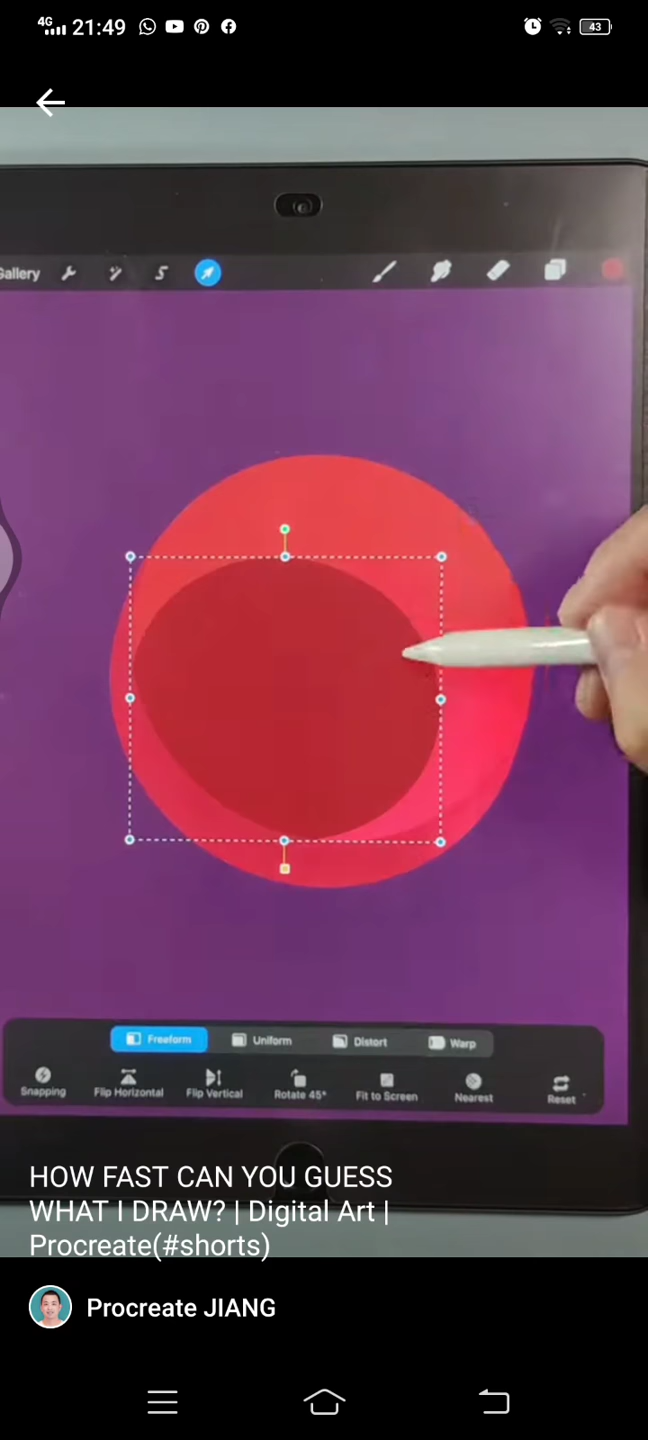 4G 21:49 43
Gallery
Freeform Uniform Distort Warp
Snapping Flip Horizontal Flip Vertical Rotate 45° Fit to Screen Nearest Reset
HOW FAST CAN YOU GUESS
WHAT I DRAW? | Digital Art |
Procreate(#shorts)
Procreate JIANG